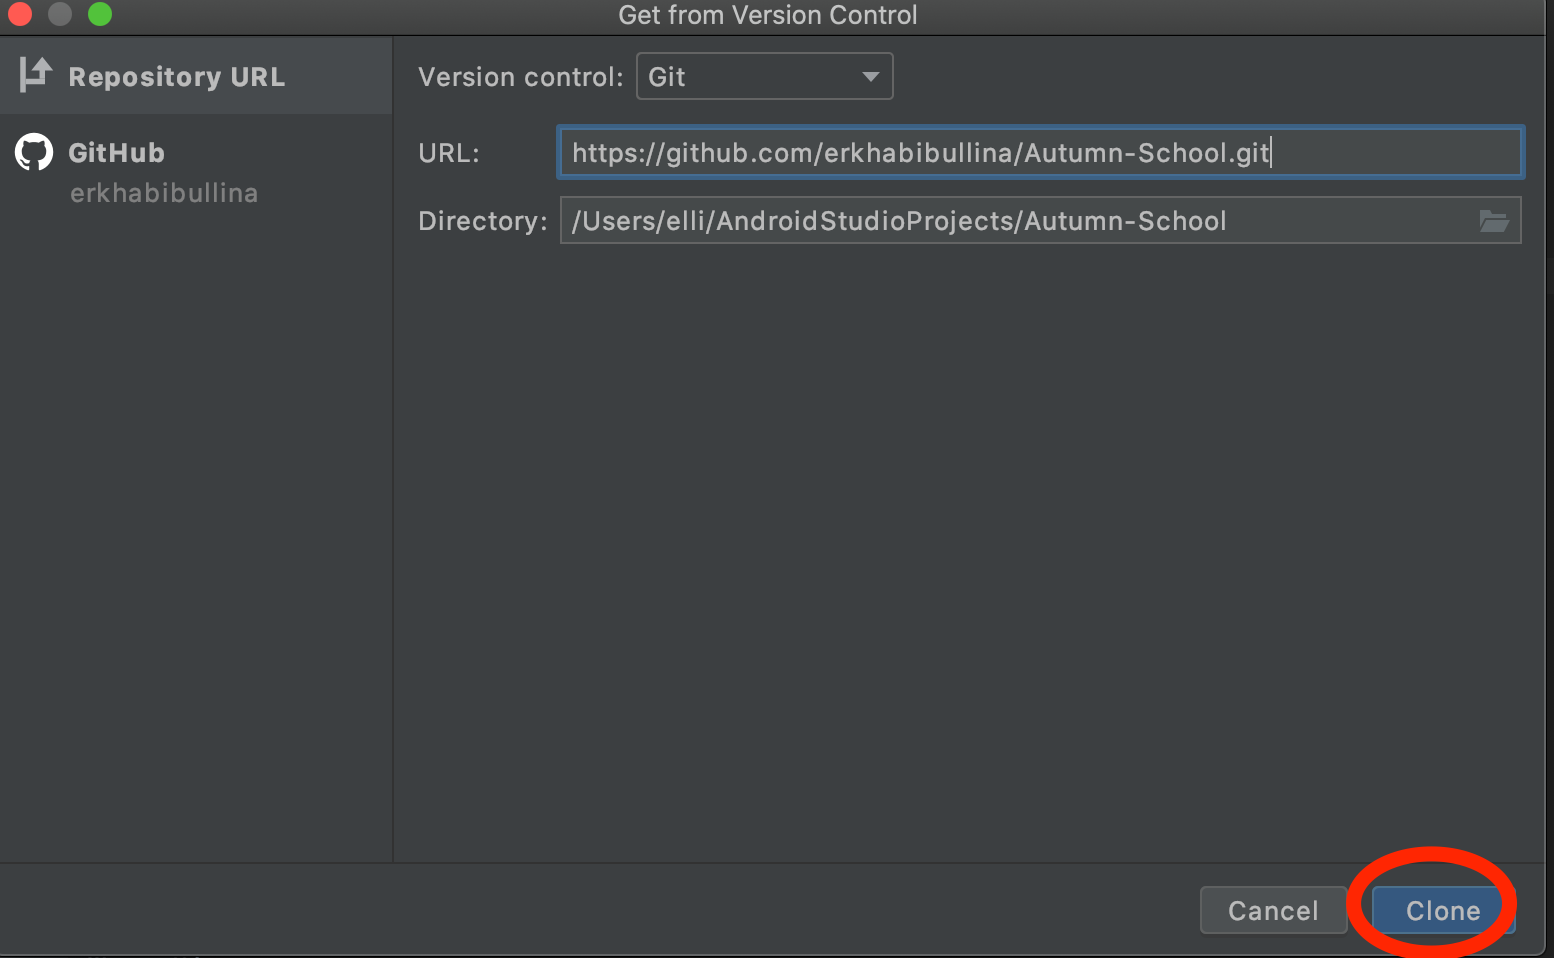 Get from Version Control
Repository URL
GitHub
erkhabibullina
Version control: Git
URL: https://github.com/erkhabibullina/Autumn-School.git
Directory: /Users/elli/AndroidStudioProjects/Autumn-School
Cancel Clone